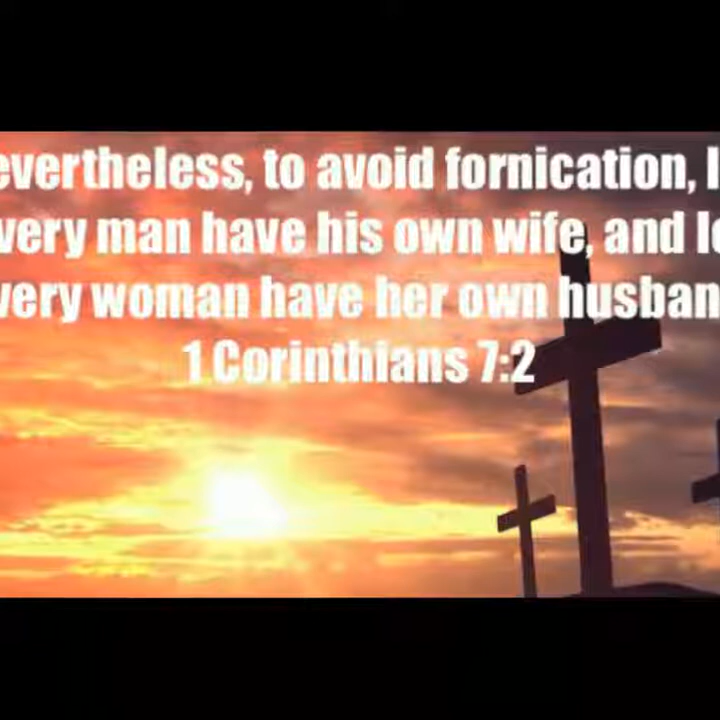 evertheless, to avoid fornication, l
very man have his own wife, and le
very woman have her own husban
1 Corinthians 7:2